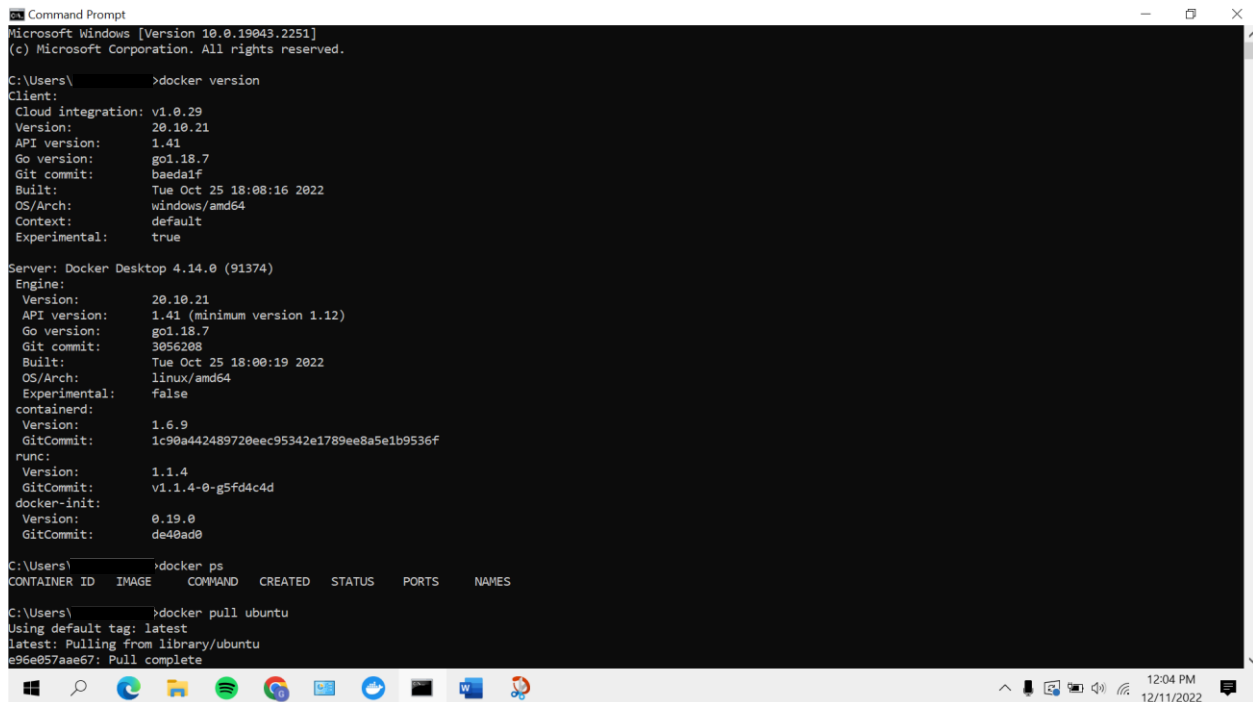 Command Prompt
Microsoft Windows [Version 10.0.19043.2251]
(c) Microsoft Corporation. All rights reserved.
C:\Users\ >docker version
Client:
Cloud integration: v1.0.29
Version: 20.10.21
API version: 1.41
Go version: go1.18.7
Git commit: baeda1f
Built: Tue Oct 25 18:08:16 2022
OS/Arch: windows/amd64
Context: default
Experimental: true
Server: Docker Desktop 4.14.0 (91374)
Engine:
Version: 20.10.21
API version: 1.41 (minimum version 1.12)
Go version: go1.18.7
Git commit: 3056208
Built: Tue Oct 25 18:00:19 2022
OS/Arch: linux/amd64
Experimental: false
containerd:
Version: 1.6.9
GitCommit: 1c90a442489720eec95342e1789ee8a5e1b9536f
runc:
Version: 1.1.4
GitCommit: v1.1.4-0-g5fd4c4d
docker-init:
Version: 0.19.0
GitCommit: de40ad0
C:\Users\ >docker ps
CONTAINER ID IMAGE COMMAND CREATED STATUS PORTS NAMES
C:\Users\ >docker pull ubuntu
Using default tag: latest
latest: Pulling from library/ubuntu
e96e057aae67: Pull complete
12:04 PM
12/11/2022